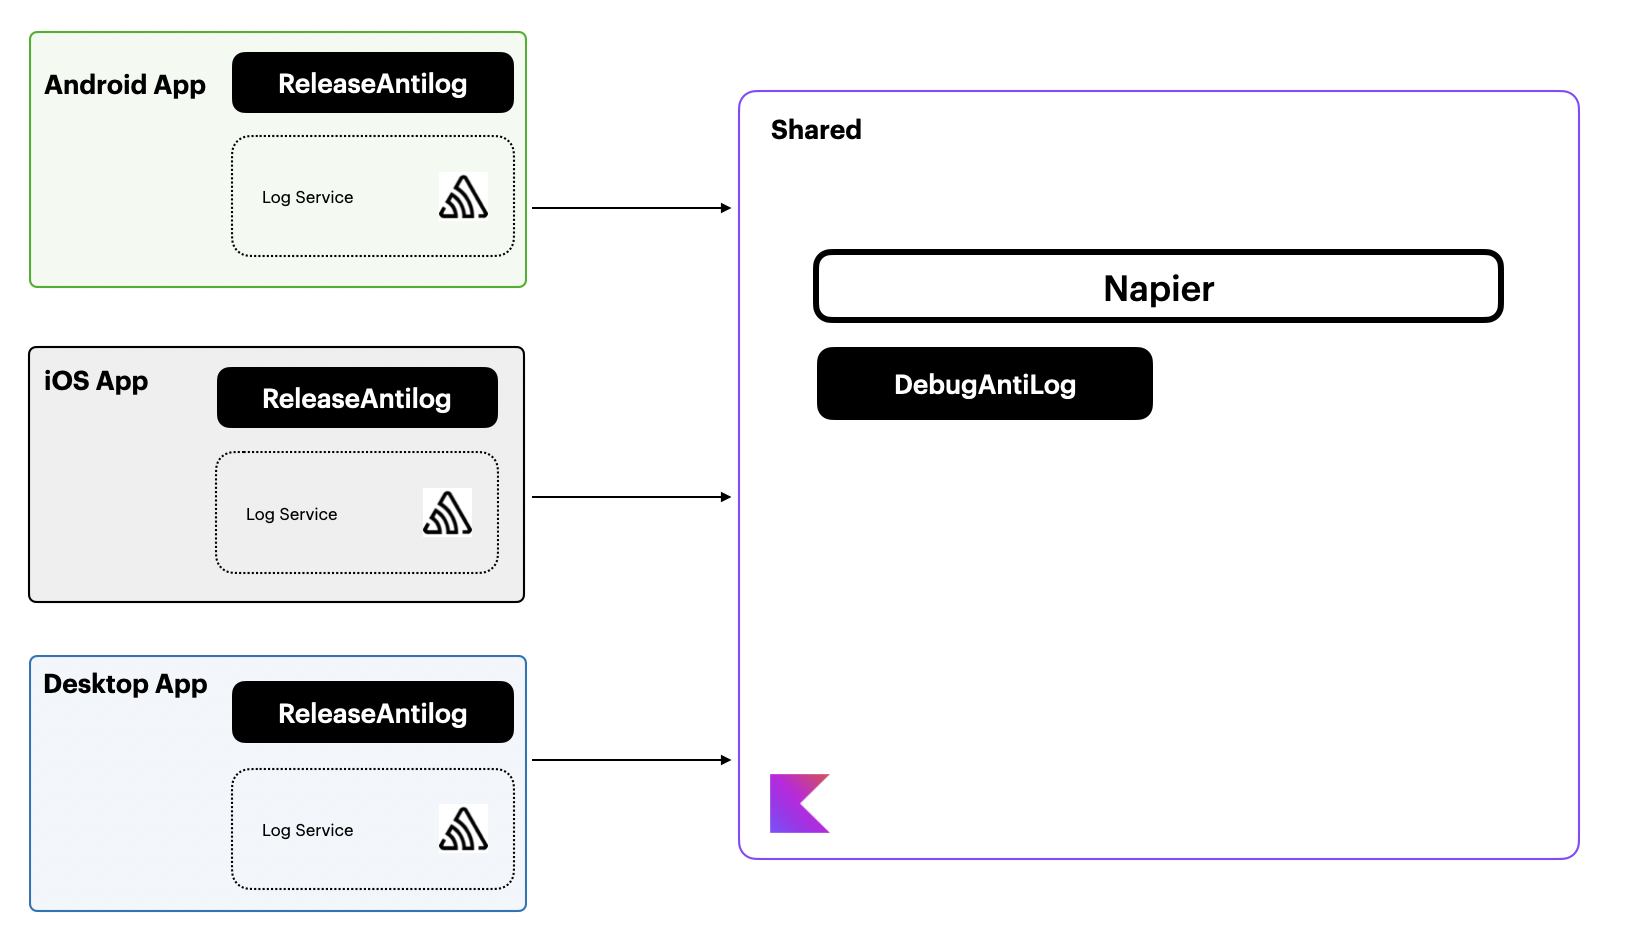 Android App
ReleaseAntilog
Log Service
iOS App
ReleaseAntilog
Log Service
Desktop App
ReleaseAntilog
Log Service
Shared
Napier
DebugAntiLog